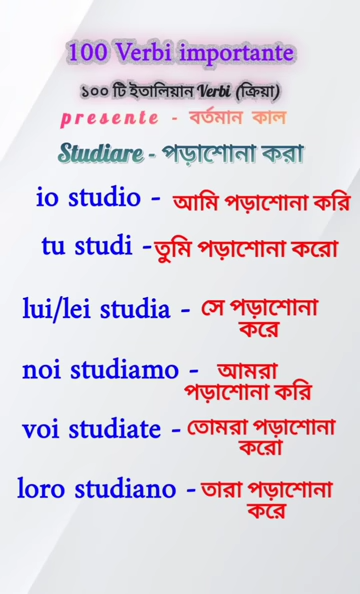 100 Verbi importante
১০০ টি ইতালিয়ান Verbi (ক্রিয়া)
presente - বর্তমান কাল
Studiare - পড়াশোনা করা
io studio - আমি পড়াশোনা করি
tu studi - তুমি পড়াশোনা করো
lui/lei studia - সে পড়াশোনা
করে
noi studiamo - আমরা
পড়াশোনা করি
voi studiate - তোমরা পড়াশোনা
করো
loro studiano - তারা পড়াশোনা
করে